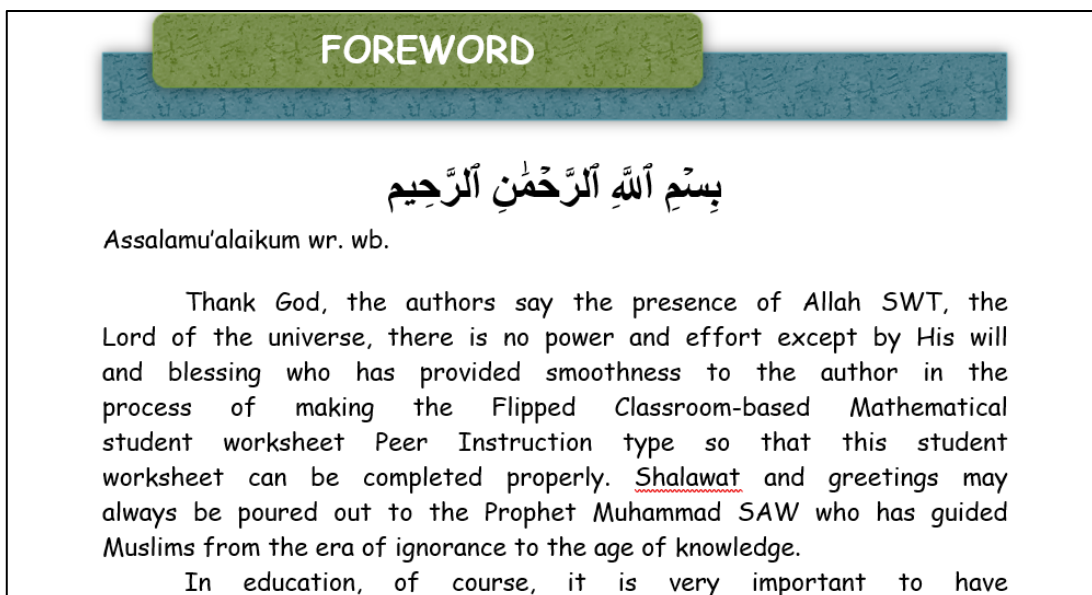 FOREWORD
بِسۡمِ ٱللَّهِ ٱلرَّحۡمَٰنِ ٱلرَّحِيم
Assalamu’alaikum wr. wb.
Thank God, the authors say the presence of Allah SWT, the
Lord of the universe, there is no power and effort except by His will
and blessing who has provided smoothness to the author in the
process of making the Flipped Classroom-based Mathematical
student worksheet Peer Instruction type so that this student
worksheet can be completed properly. Shalawat and greetings may
always be poured out to the Prophet Muhammad SAW who has guided
Muslims from the era of ignorance to the age of knowledge.
In education, of course, it is very important to have